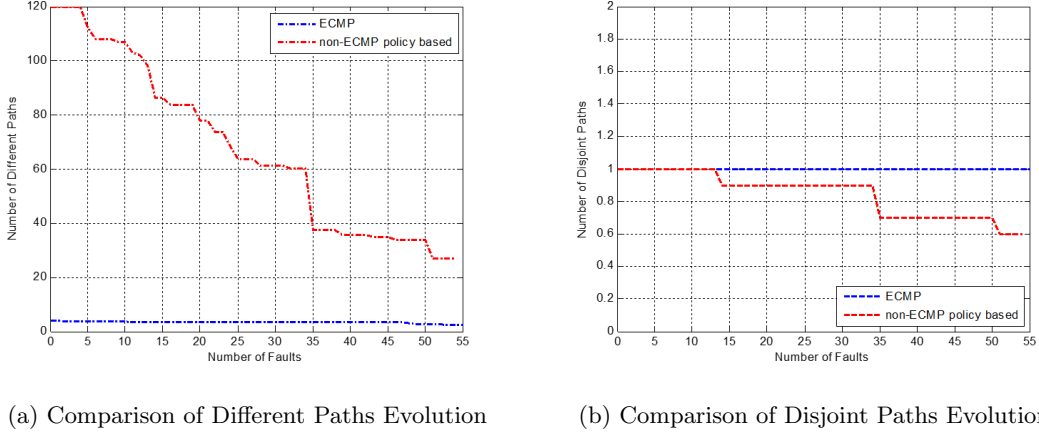 120
100
80
60
40
20
0
Number of Different Paths
ECMP
non-ECMP policy based
0 5 10 15 20 25 30 35 40 45 50 55
Number of Faults
(a) Comparison of Different Paths Evolution
2
1.8
1.6
1.4
1.2
1
0.8
0.6
0.4
0.2
0
Number of Disjoint Paths
ECMP
non-ECMP policy based
0 5 10 15 20 25 30 35 40 45 50 55
Number of Faults
(b) Comparison of Disjoint Paths Evolution